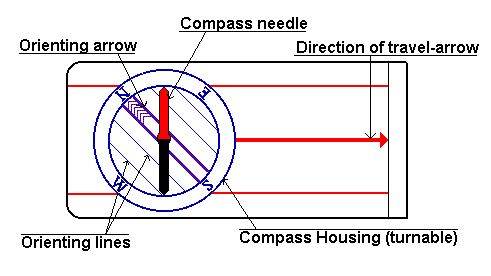 Compass needle
Orienting arrow
Direction of travel-arrow
N
E
W
S
Orienting lines
Compass Housing (turnable)